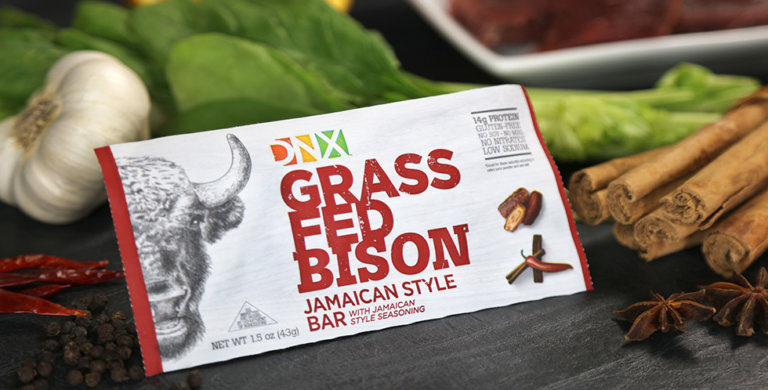 DNX
14g PROTEIN
GLUTEN-FREE
NO SOY - NO MSG
NO NITRATES*
LOW SODIUM
GRASS
FED
BISON
JAMAICAN STYLE
BAR WITH JAMAICAN
STYLE SEASONING
NET WT 1.5 oz (43g)